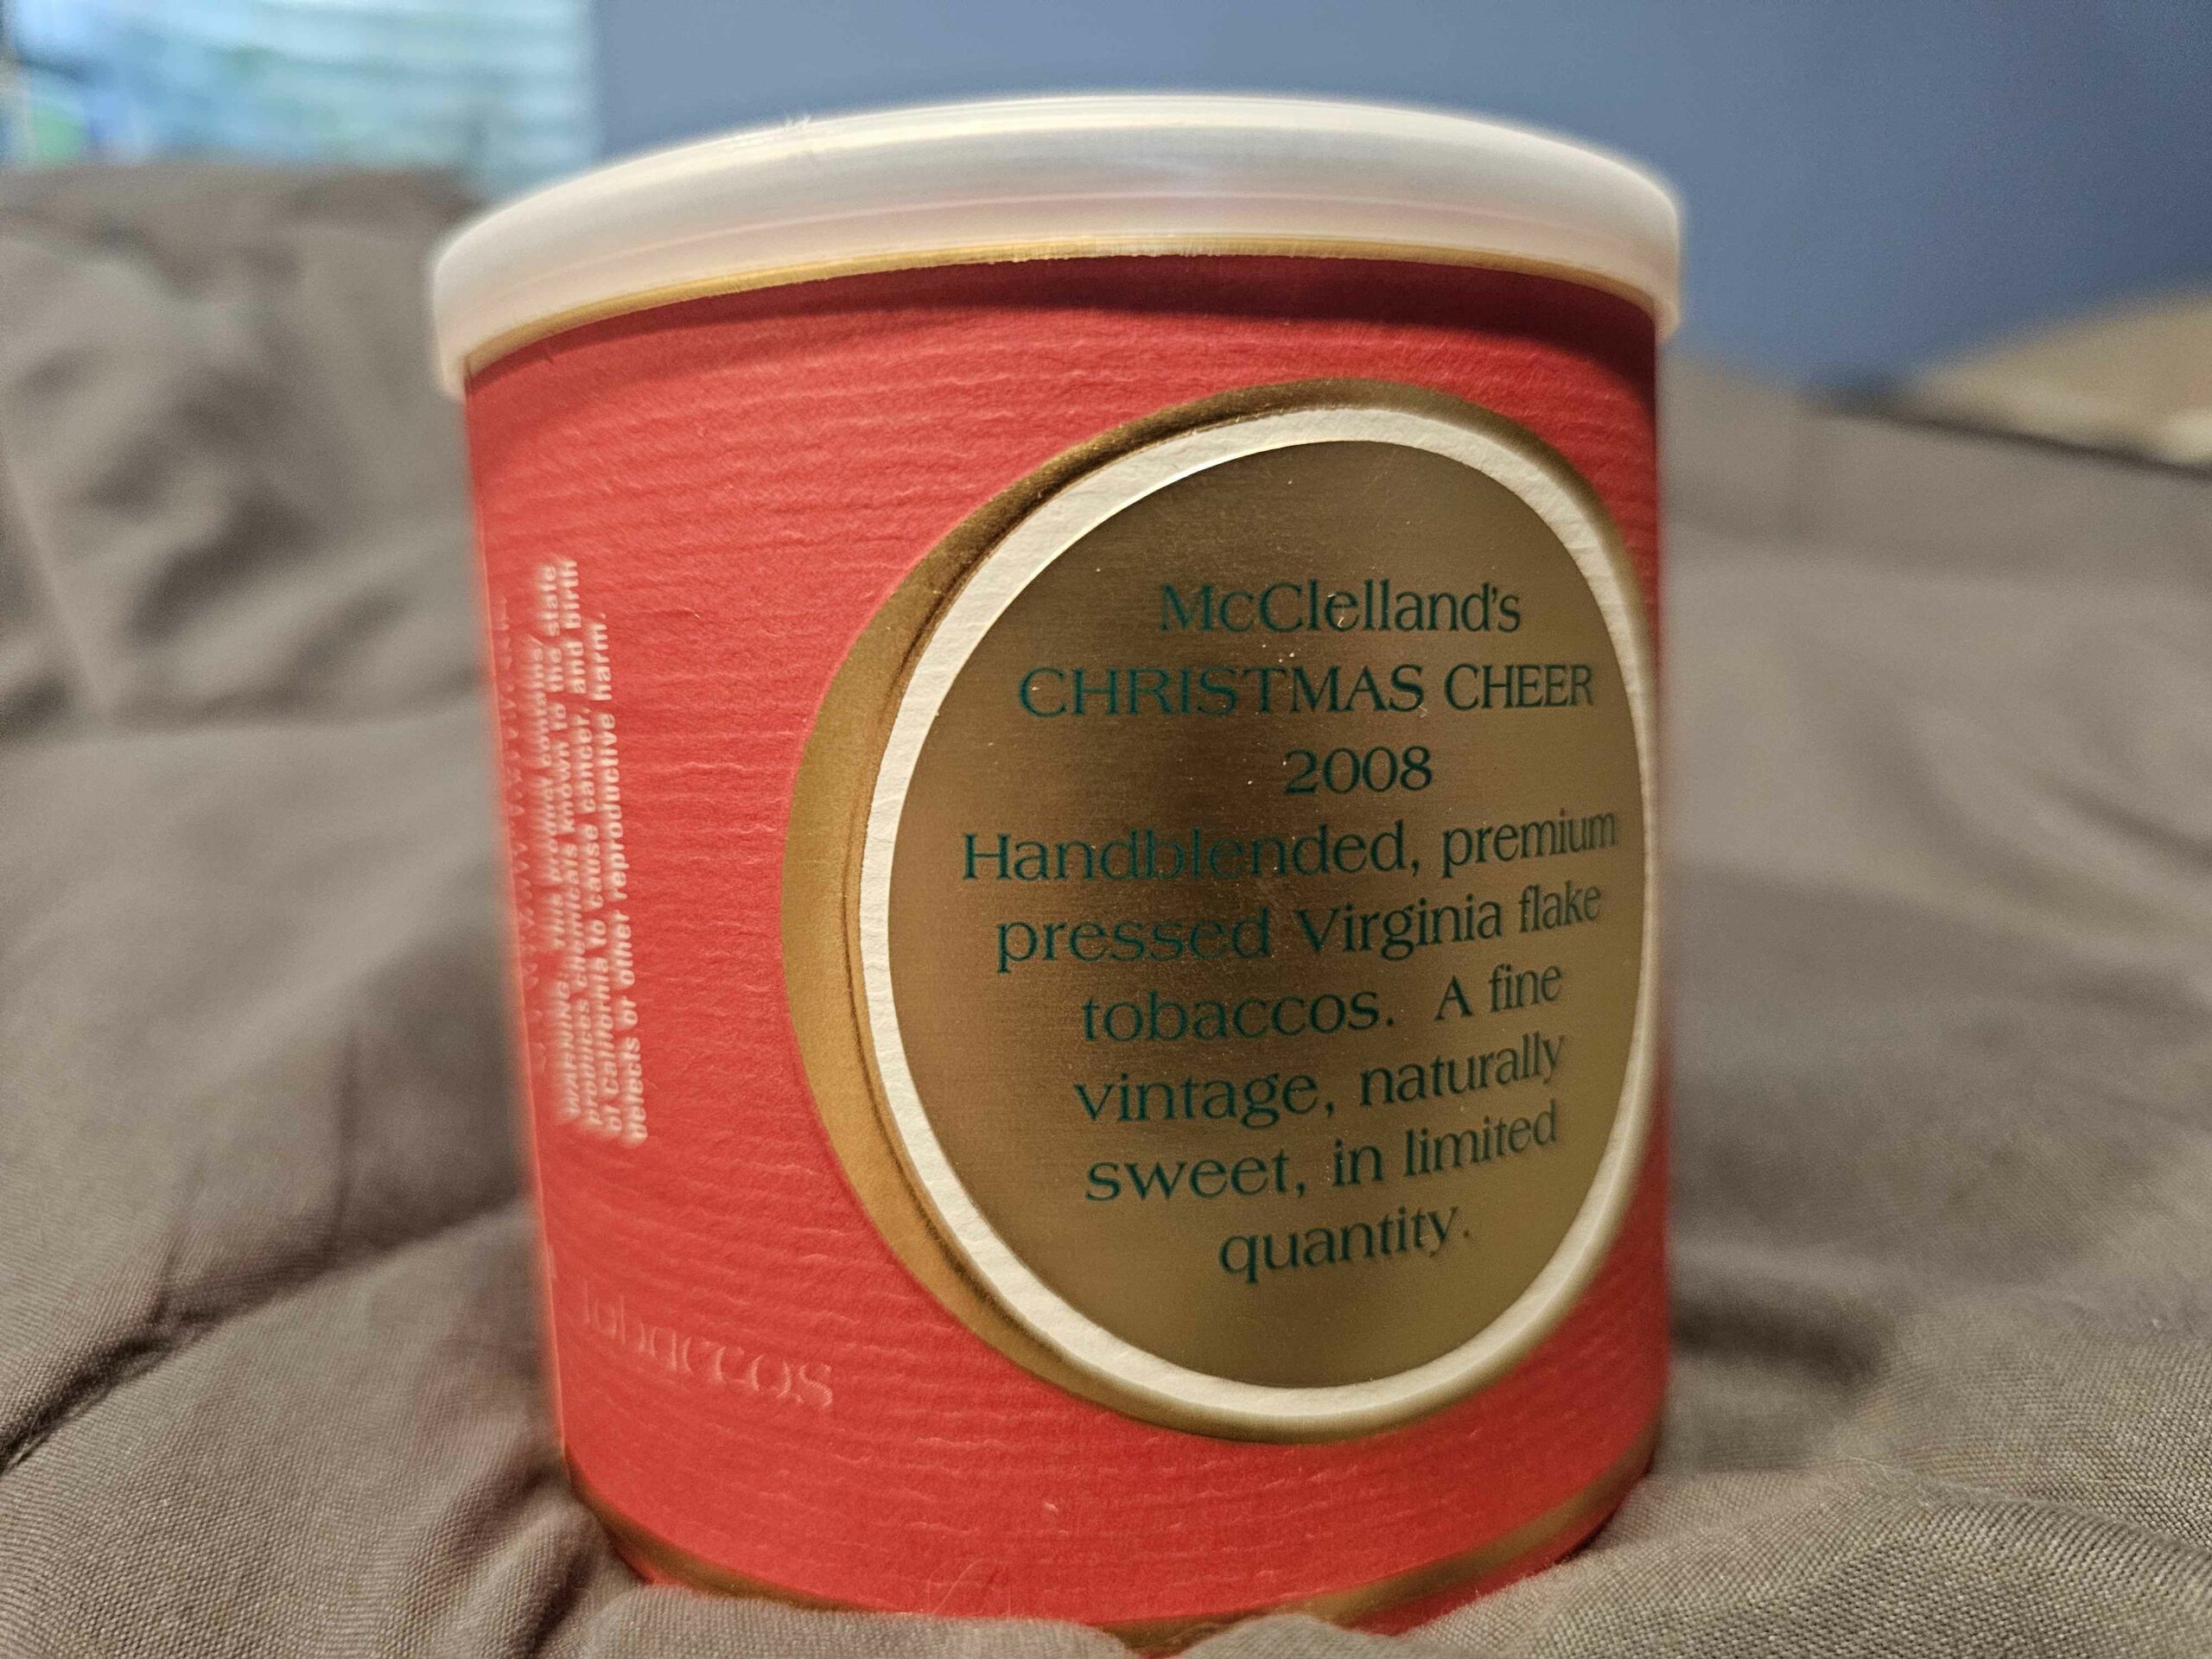 McClelland's
CHRISTMAS CHEER
2008
Handblended, premium
pressed Virginia flake
tobaccos. A fine
vintage, naturally
sweet, in limited
quantity.
WARNING: This product contains/
produces chemicals known to the state
of California to cause cancer, and birth
defects or other reproductive harm.
Tobaccos